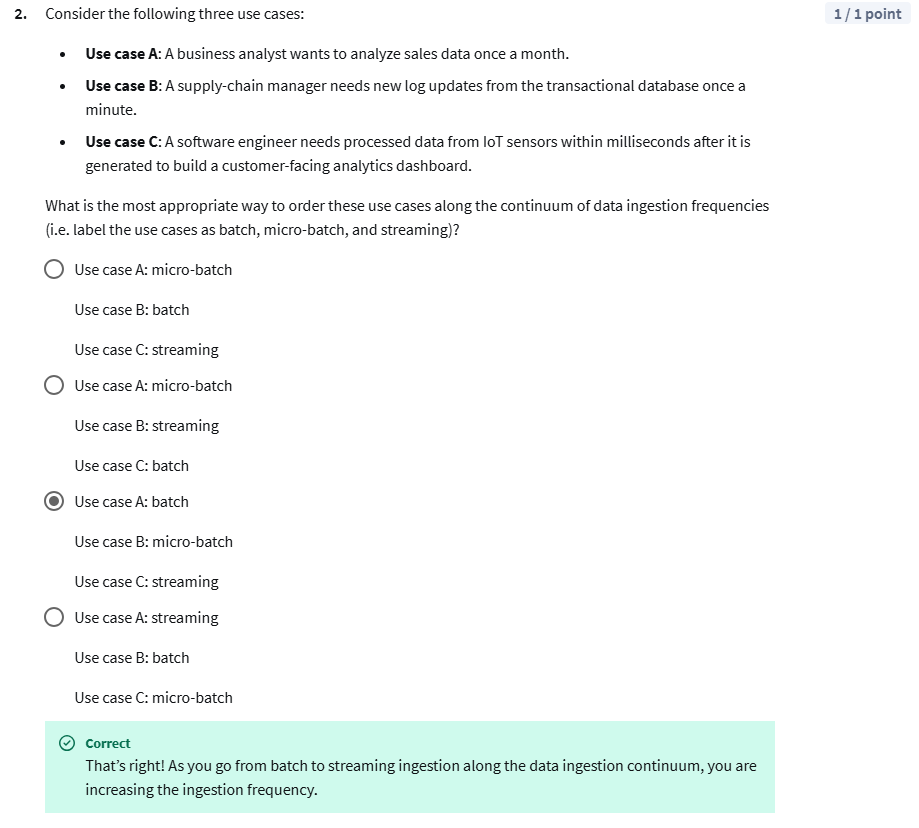 2. Consider the following three use cases:
1 / 1 point
• Use case A: A business analyst wants to analyze sales data once a month.
• Use case B: A supply-chain manager needs new log updates from the transactional database once a
minute.
• Use case C: A software engineer needs processed data from IoT sensors within milliseconds after it is
generated to build a customer-facing analytics dashboard.
What is the most appropriate way to order these use cases along the continuum of data ingestion frequencies
(i.e. label the use cases as batch, micro-batch, and streaming)?
Use case A: micro-batch
Use case B: batch
Use case C: streaming
Use case A: micro-batch
Use case B: streaming
Use case C: batch
Use case A: batch
Use case B: micro-batch
Use case C: streaming
Use case A: streaming
Use case B: batch
Use case C: micro-batch
Correct
That’s right! As you go from batch to streaming ingestion along the data ingestion continuum, you are
increasing the ingestion frequency.